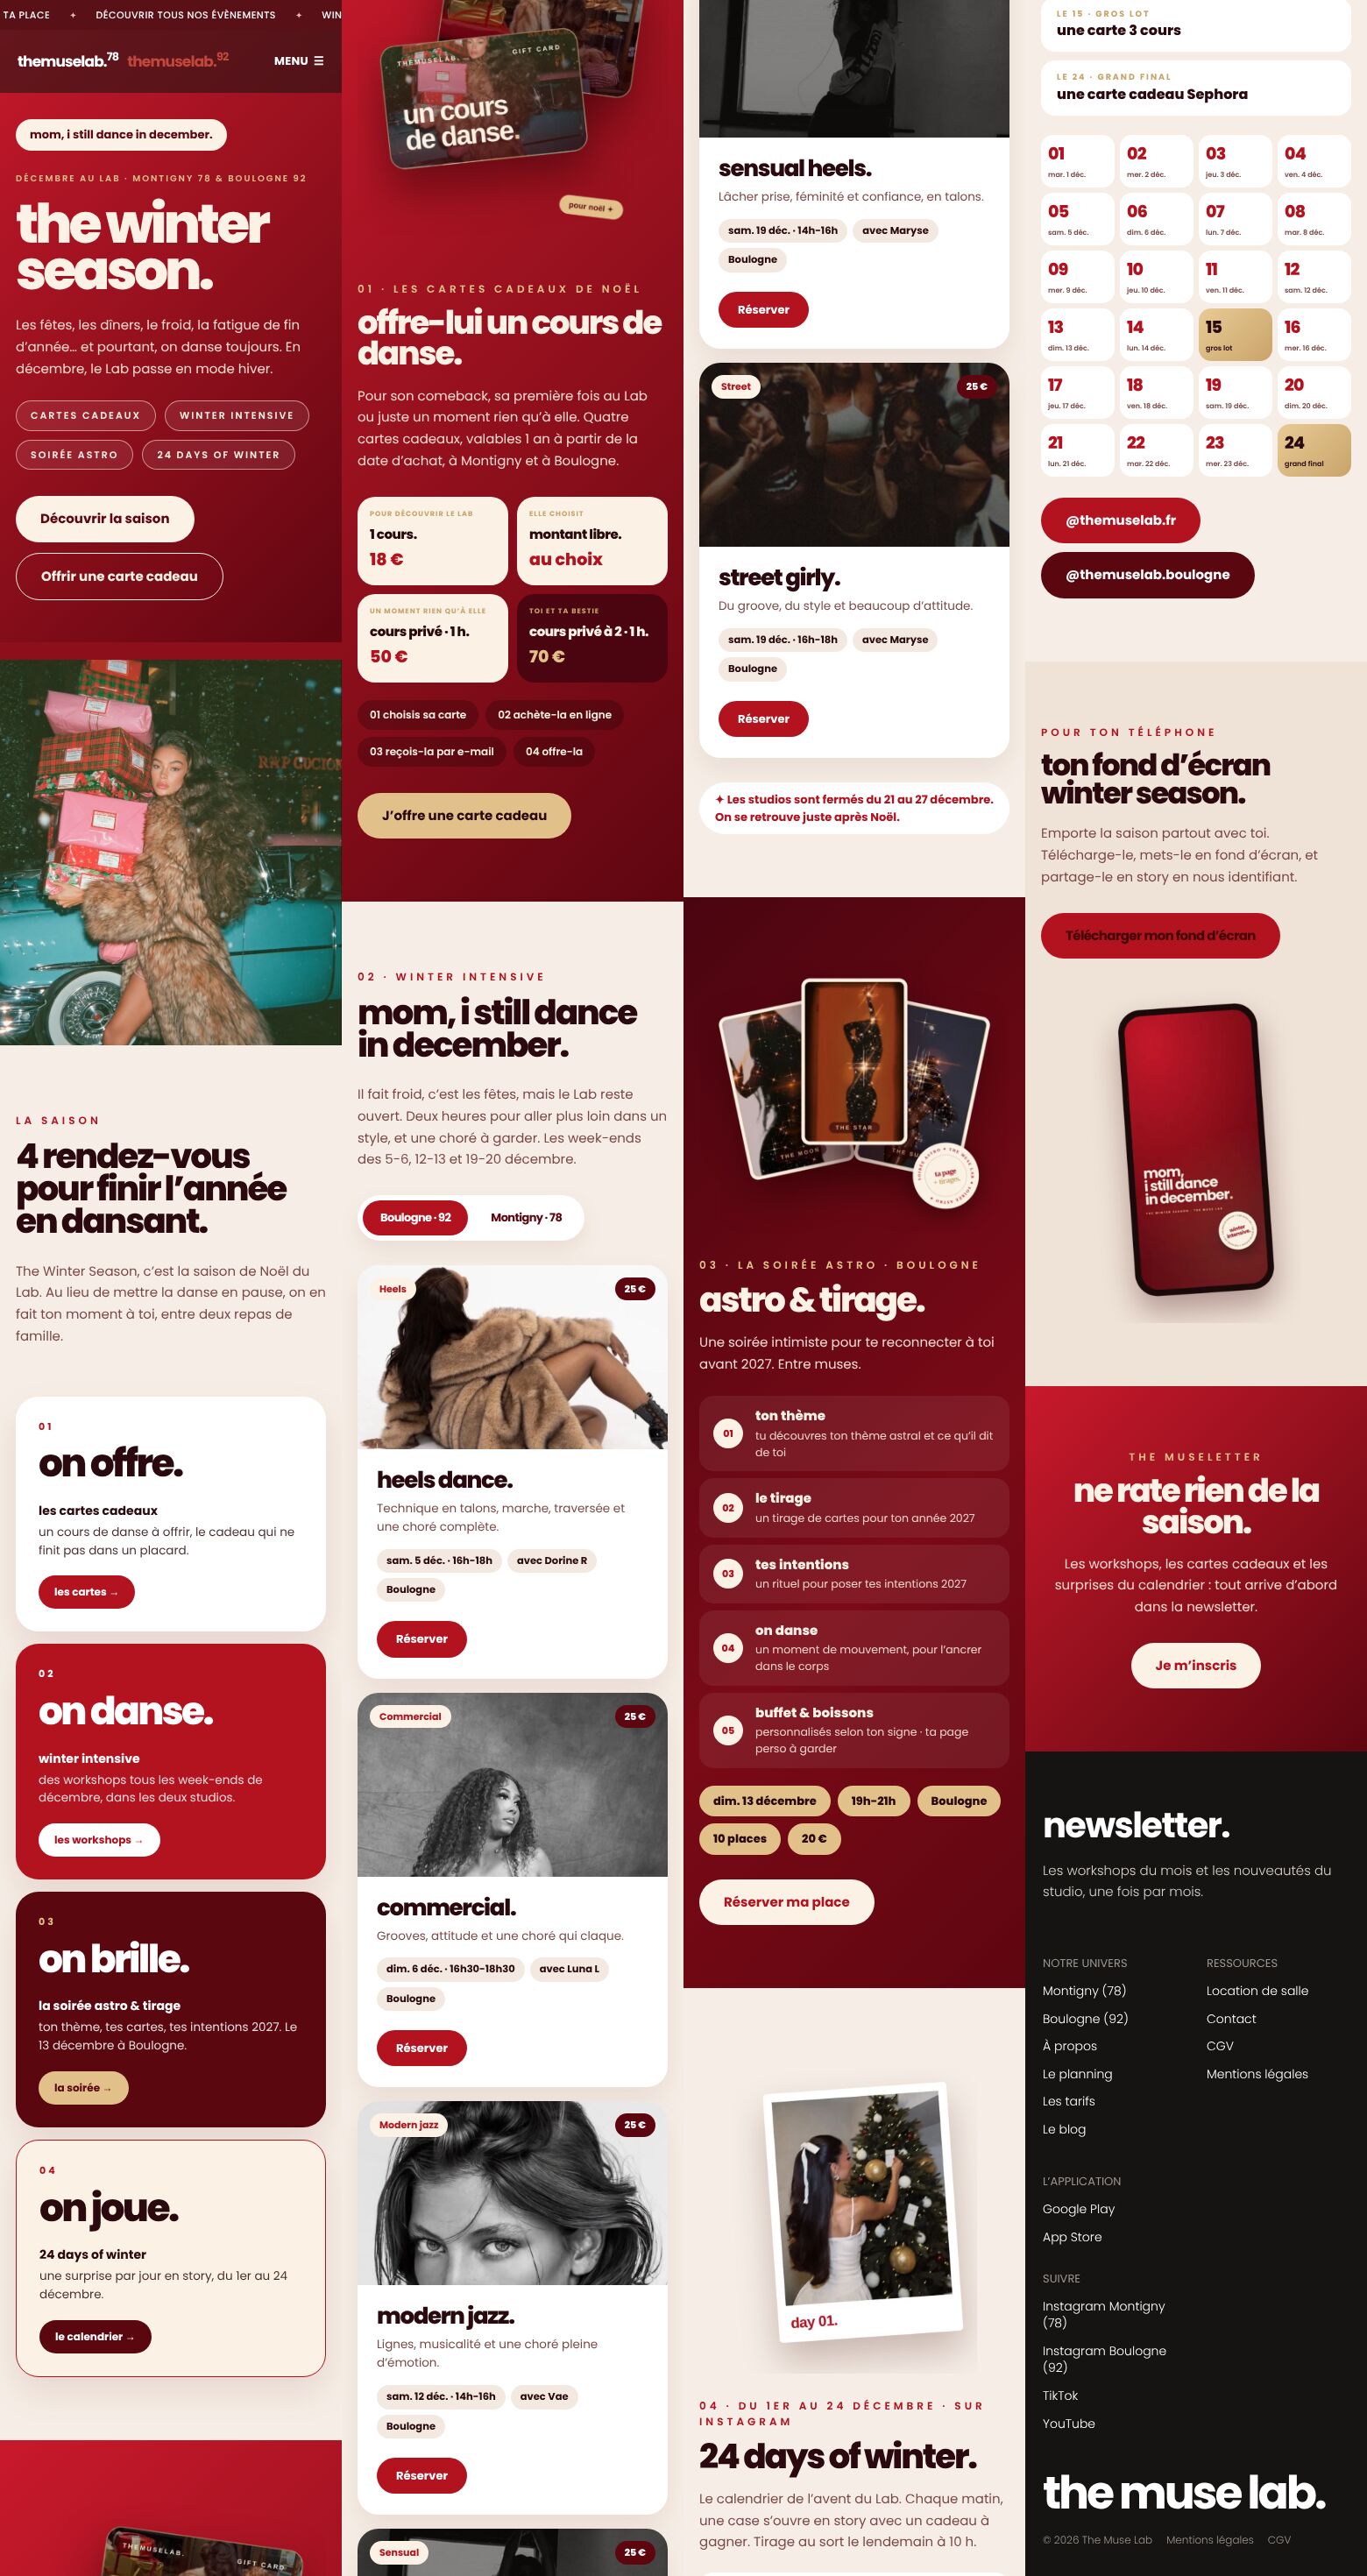 TA PLACE + DÉCOUVRIR TOUS NOS ÉVÈNEMENTS + WIN
themuselab.78 themuselab.92 MENU ☰
mom, i still dance in december.
DÉCEMBRE AU LAB · MONTIGNY 78 & BOULOGNE 92
the winter
season.
Les fêtes, les dîners, le froid, la fatigue de fin
d’année… et pourtant, on danse toujours. En
décembre, le Lab passe en mode hiver.
CARTES CADEAUX WINTER INTENSIVE
SOIRÉE ASTRO 24 DAYS OF WINTER
Découvrir la saison
Offrir une carte cadeau
LA SAISON
4 rendez-vous
pour finir l’année
en dansant.
The Winter Season, c’est la saison de Noël du
Lab. Au lieu de mettre la danse en pause, on en
fait ton moment à toi, entre deux repas de
famille.
01
on offre.
les cartes cadeaux
un cours de danse à offrir, le cadeau qui ne
finit pas dans un placard.
les cartes →
02
on danse.
winter intensive
des workshops tous les week-ends de
décembre, dans les deux studios.
les workshops →
03
on brille.
la soirée astro & tirage
ton thème, tes cartes, tes intentions 2027. Le
13 décembre à Boulogne.
la soirée →
04
on joue.
24 days of winter
une surprise par jour en story, du 1er au 24
décembre.
le calendrier →
THEMUSELAB.
GIFT CARD
THEMUSELAB. GIFT CARD
un cours
de danse.
pour noël +
01 · LES CARTES CADEAUX DE NOËL
offre-lui un cours de
danse.
Pour son comeback, sa première fois au Lab
ou juste un moment rien qu’à elle. Quatre
cartes cadeaux, valables 1 an à partir de la
date d’achat, à Montigny et à Boulogne.
POUR DÉCOUVRIR LE LAB
1 cours.
18 €
ELLE CHOISIT
montant libre.
au choix
UN MOMENT RIEN QU’À ELLE
cours privé · 1 h.
50 €
TOI ET TA BESTIE
cours privé à 2 · 1 h.
70 €
01 choisis sa carte 02 achète-la en ligne
03 reçois-la par e-mail 04 offre-la
J’offre une carte cadeau
02 · WINTER INTENSIVE
mom, i still dance
in december.
Il fait froid, c’est les fêtes, mais le Lab reste
ouvert. Deux heures pour aller plus loin dans un
style, et une choré à garder. Les week-ends
des 5-6, 12-13 et 19-20 décembre.
Boulogne · 92 Montigny · 78
Heels 25 €
heels dance.
Technique en talons, marche, traversée et
une choré complète.
sam. 5 déc. · 16h-18h avec Dorine R
Boulogne
Réserver
Commercial 25 €
commercial.
Grooves, attitude et une choré qui claque.
dim. 6 déc. · 16h30-18h30 avec Luna L
Boulogne
Réserver
Modern jazz 25 €
modern jazz.
Lignes, musicalité et une choré pleine
d’émotion.
sam. 12 déc. · 14h-16h avec Vae
Boulogne
Réserver
Sensual 25 €
sensual heels.
Lâcher prise, féminité et confiance, en talons.
sam. 19 déc. · 14h-16h avec Maryse
Boulogne
Réserver
Street 25 €
street girly.
Du groove, du style et beaucoup d’attitude.
sam. 19 déc. · 16h-18h avec Maryse
Boulogne
Réserver
✦ Les studios sont fermés du 21 au 27 décembre.
On se retrouve juste après Noël.
THE MOON
THE STAR
THE SU
ta page
+ tirages.
03 · LA SOIRÉE ASTRO · BOULOGNE
astro & tirage.
Une soirée intimiste pour te reconnecter à toi
avant 2027. Entre muses.
01
ton thème
tu découvres ton thème astral et ce qu’il dit
de toi
02
le tirage
un tirage de cartes pour ton année 2027
03
tes intentions
un rituel pour poser tes intentions 2027
04
on danse
un moment de mouvement, pour l’ancrer
dans le corps
05
buffet & boissons
personnalisés selon ton signe · ta page
perso à garder
dim. 13 décembre 19h-21h Boulogne
10 places 20 €
Réserver ma place
day 01.
04 · DU 1ER AU 24 DÉCEMBRE · SUR
INSTAGRAM
24 days of winter.
Le calendrier de l’avent du Lab. Chaque matin,
une case s’ouvre en story avec un cadeau à
gagner. Tirage au sort le lendemain à 10 h.
LE 15 · GROS LOT
une carte 3 cours
LE 24 · GRAND FINAL
une carte cadeau Sephora
01 02 03 04
mar. 1 déc. mer. 2 déc. jeu. 3 déc. ven. 4 déc.
05 06 07 08
sam. 5 déc. dim. 6 déc. lun. 7 déc. mar. 8 déc.
09 10 11 12
mer. 9 déc. jeu. 10 déc. ven. 11 déc. sam. 12 déc.
13 14 15 16
dim. 13 déc. lun. 14 déc. gros lot mer. 16 déc.
17 18 19 20
jeu. 17 déc. ven. 18 déc. sam. 19 déc. dim. 20 déc.
21 22 23 24
lun. 21 déc. mar. 22 déc. mer. 23 déc. grand final
@themuselab.fr
@themuselab.boulogne
POUR TON TÉLÉPHONE
ton fond d’écran
winter season.
Emporte la saison partout avec toi.
Télécharge-le, mets-le en fond d’écran, et
partage-le en story en nous identifiant.
Télécharger mon fond d’écran
mom,
i still dance
in december.
THE WINTER SEASON · THE MUSE LAB
winter
intensive.
THE MUSELETTER
ne rate rien de la
saison.
Les workshops, les cartes cadeaux et les
surprises du calendrier : tout arrive d’abord
dans la newsletter.
Je m’inscris
newsletter.
Les workshops du mois et les nouveautés du
studio, une fois par mois.
NOTRE UNIVERS
Montigny (78)
Boulogne (92)
À propos
Le planning
Les tarifs
Le blog
RESSOURCES
Location de salle
Contact
CGV
Mentions légales
L’APPLICATION
Google Play
App Store
SUIVRE
Instagram Montigny
(78)
Instagram Boulogne
(92)
TikTok
YouTube
the muse lab.
© 2026 The Muse Lab Mentions légales CGV